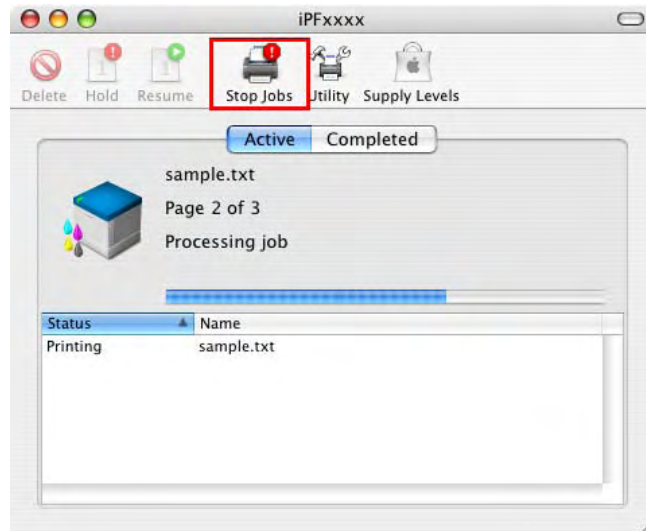 iPFxxxx
Delete Hold Resume Stop Jobs Utility Supply Levels
Active Completed
sample.txt
Page 2 of 3
Processing job
Status Name
Printing sample.txt